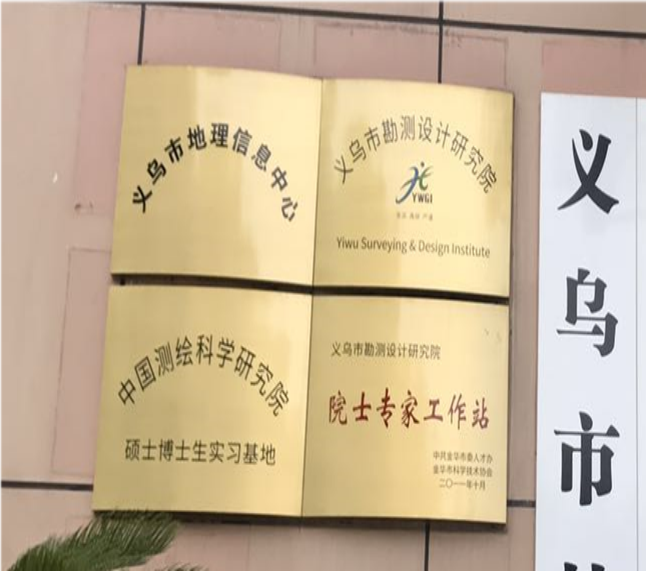 义乌市地理信息中心
义乌市勘测设计研究院
YWGI
Yiwu Surveying & Design Institute
中国测绘科学研究院
硕士博士生实习基地
义乌市勘测设计研究院
院士专家工作站
中共金华市委人才办
金华市科学技术协会
二〇一一年十月
义乌市